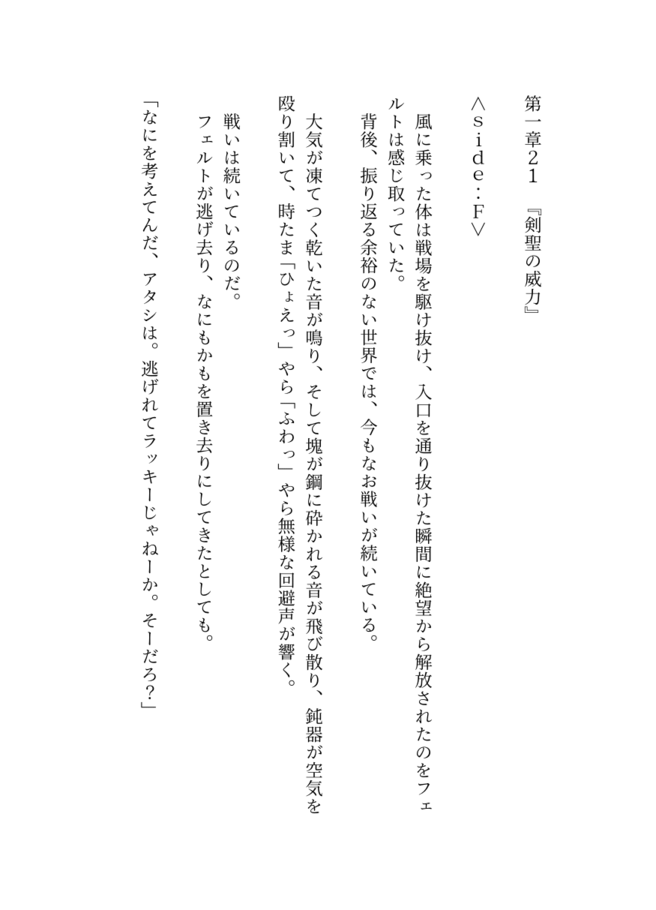 第一章２１　『剣聖の威力』
＜ｓｉｄｅ：Ｆ＞
　風に乗った体は戦場を駆け抜け、入口を通り抜けた瞬間に絶望から解放されたのをフェ
ルトは感じ取っていた。
　背後、振り返る余裕のない世界では、今もなお戦いが続いている。
　大気が凍てつく乾いた音が鳴り、そして塊が鋼に砕かれる音が飛び散り、鈍器が空気を
殴り割いて、時たま「ひょえっ」やら「ふわっ」やら無様な回避声が響く。
　戦いは続いているのだ。
　フェルトが逃げ去り、なにもかもを置き去りにしてきたとしても。
「なにを考えてんだ、アタシは。逃げれてラッキーじゃねーか。そーだろ？」